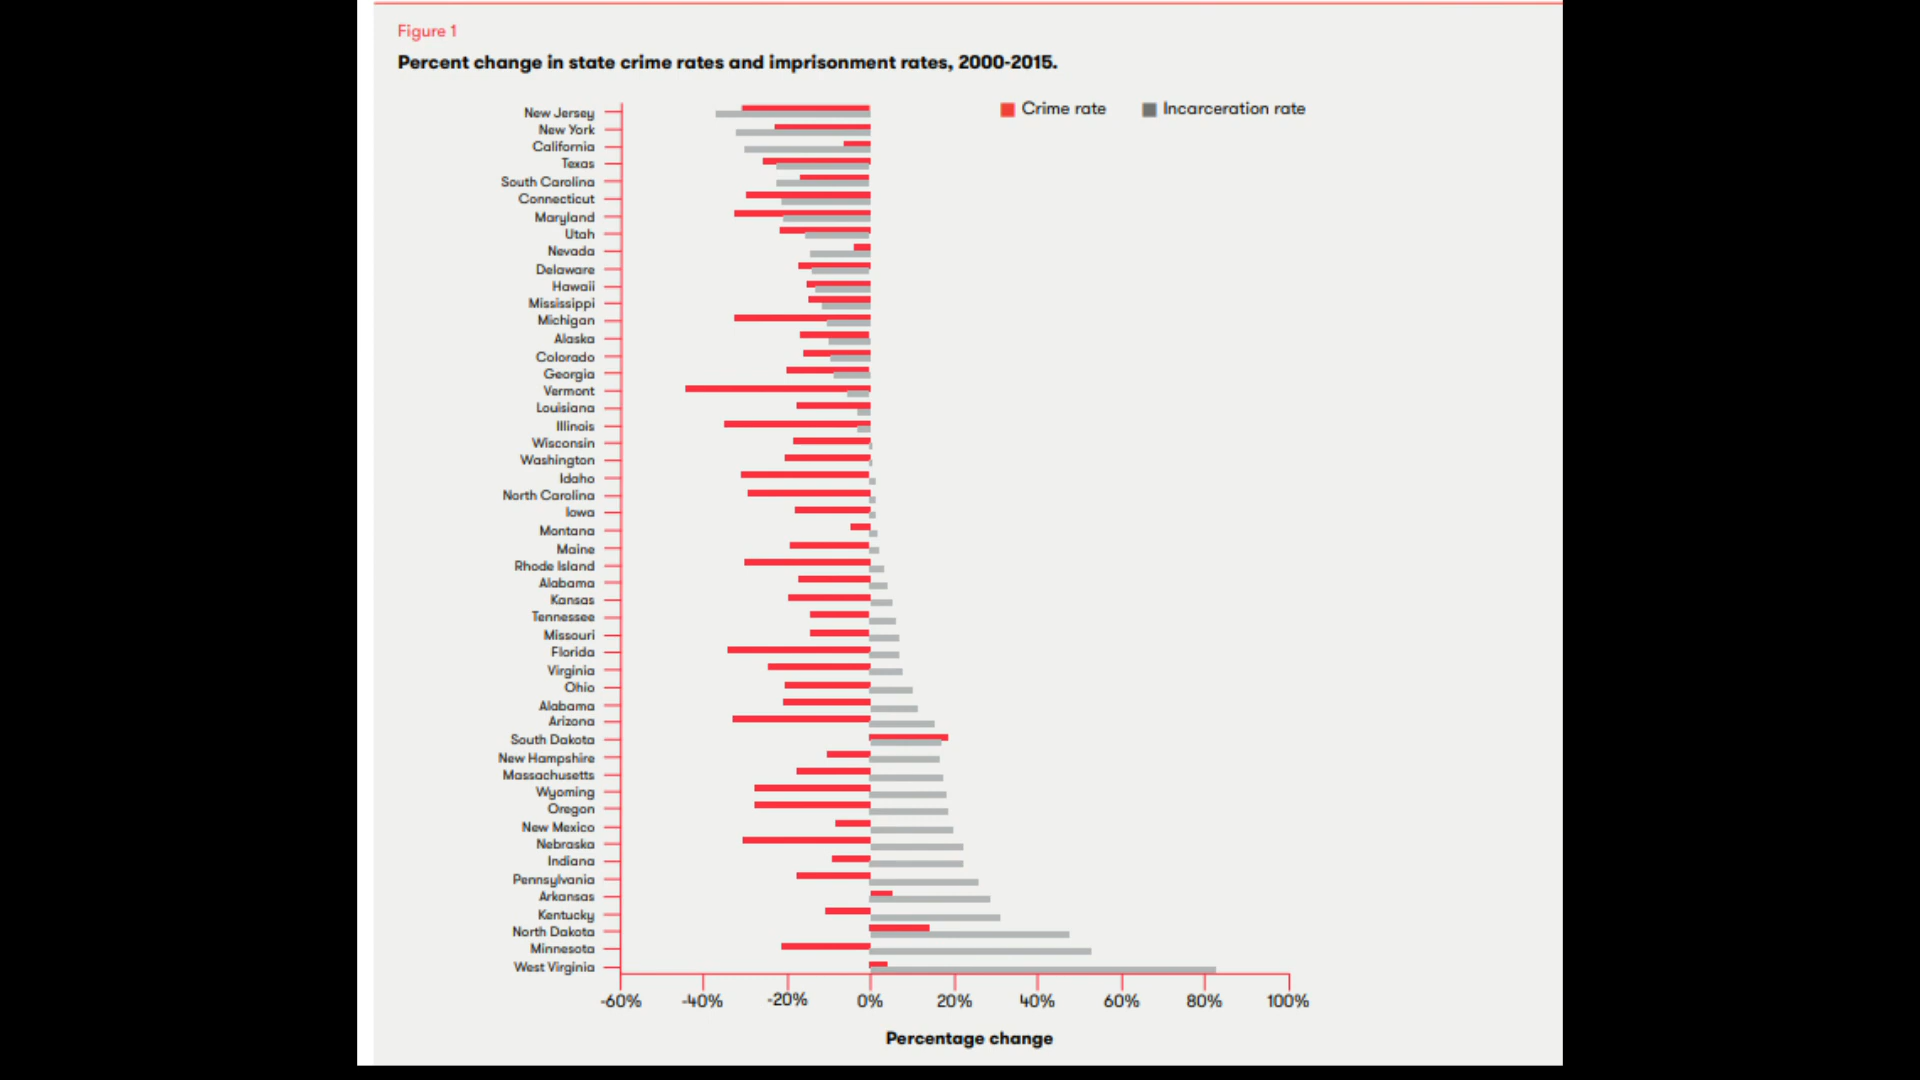 Figure 1
Percent change in state crime rates and imprisonment rates, 2000-2015.
Crime rate
Incarceration rate
New Jersey
New York
California
Texas
South Carolina
Connecticut
Maryland
Utah
Nevada
Delaware
Hawaii
Mississippi
Michigan
Alaska
Colorado
Georgia
Vermont
Louisiana
Illinois
Wisconsin
Washington
Idaho
North Carolina
Iowa
Montana
Maine
Rhode Island
Alabama
Kansas
Tennessee
Missouri
Florida
Virginia
Ohio
Alabama
Arizona
South Dakota
New Hampshire
Massachusetts
Wyoming
Oregon
New Mexico
Nebraska
Indiana
Pennsylvania
Arkansas
Kentucky
North Dakota
Minnesota
West Virginia
-60% -40% -20% 0% 20% 40% 60% 80% 100%
Percentage change